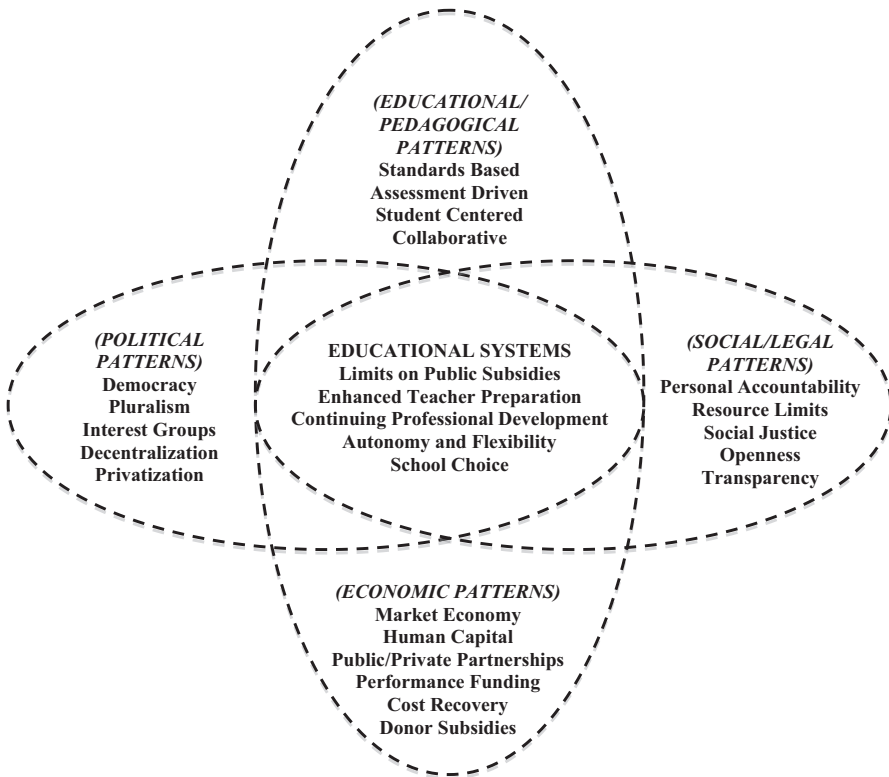 (EDUCATIONAL/
PEDAGOGICAL
PATTERNS)
Standards Based
Assessment Driven
Student Centered
Collaborative
(POLITICAL
PATTERNS)
Democracy
Pluralism
Interest Groups
Decentralization
Privatization
EDUCATIONAL SYSTEMS
Limits on Public Subsidies
Enhanced Teacher Preparation
Continuing Professional Development
Autonomy and Flexibility
School Choice
(SOCIAL/LEGAL
PATTERNS)
Personal Accountability
Resource Limits
Social Justice
Openness
Transparency
(ECONOMIC PATTERNS)
Market Economy
Human Capital
Public/Private Partnerships
Performance Funding
Cost Recovery
Donor Subsidies